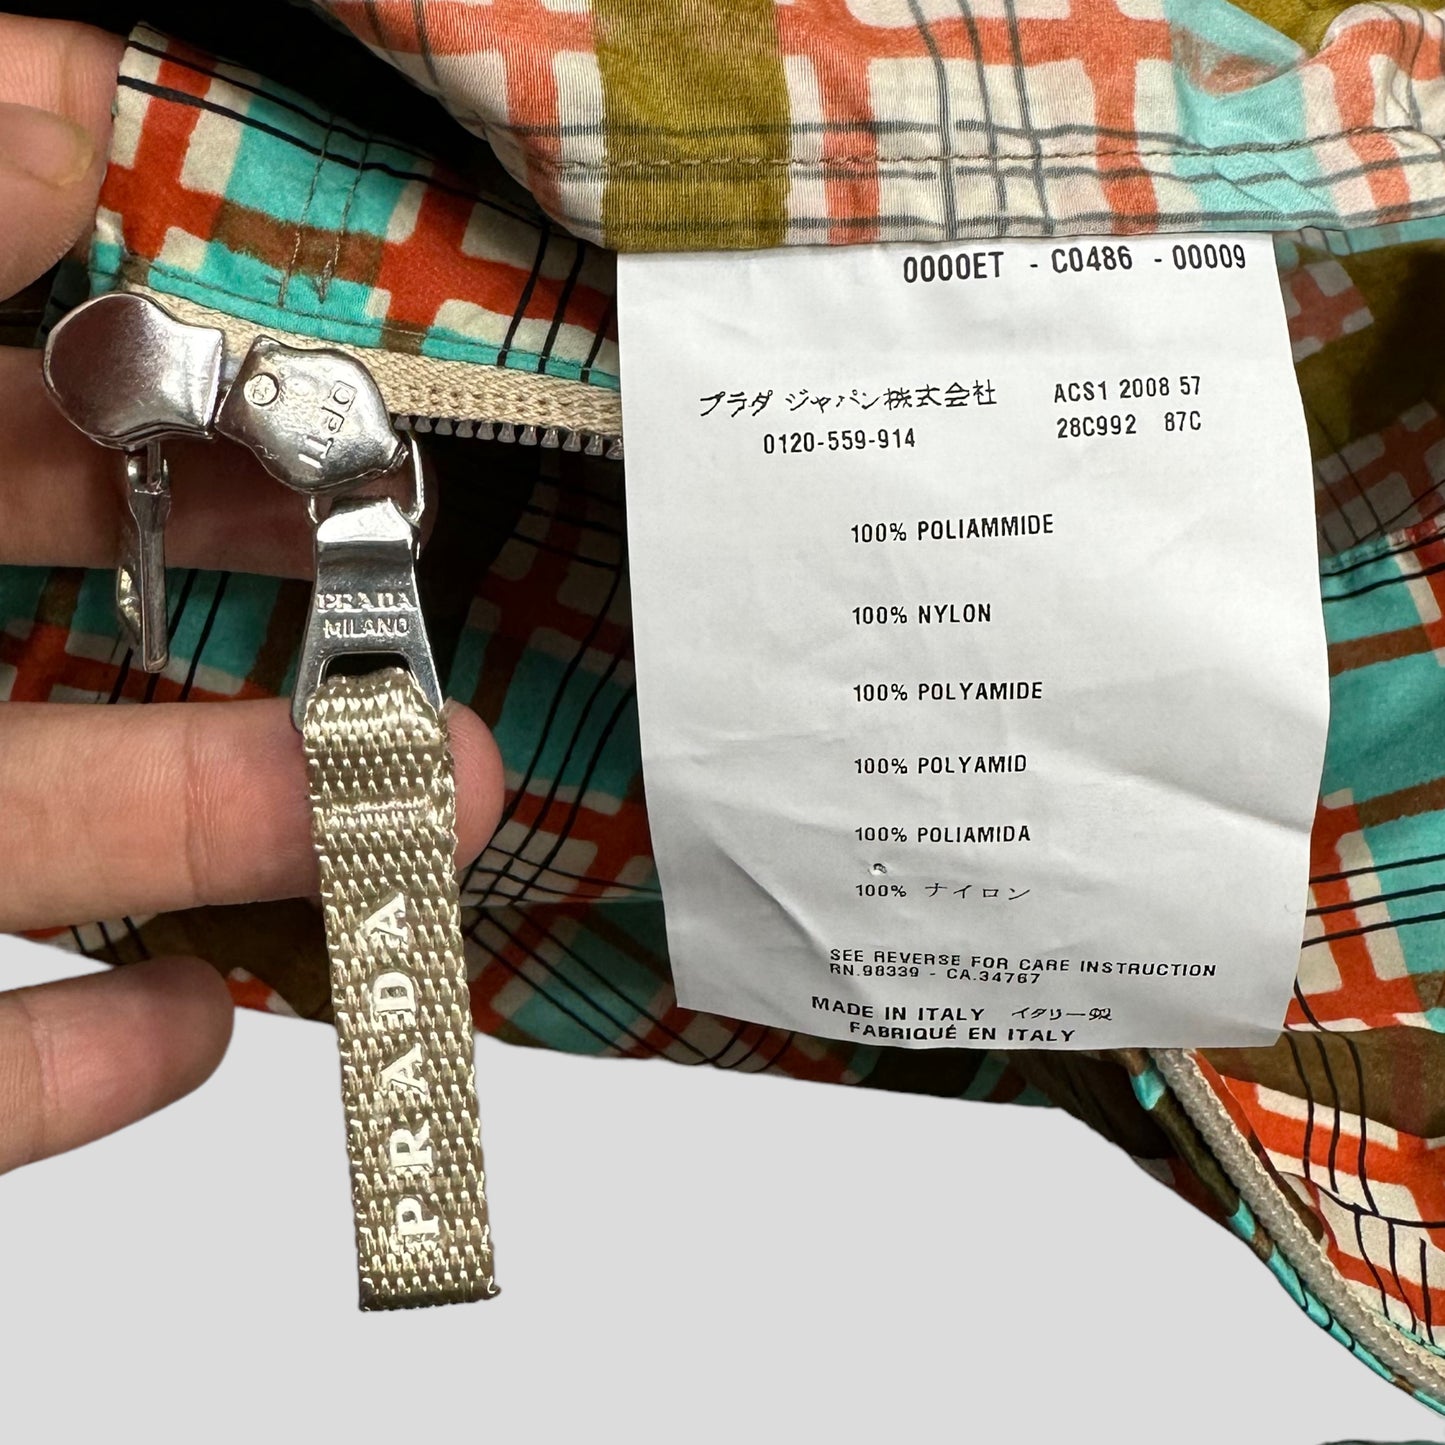 0000ET - C0486 - 00009
プラダ ジャパン株式会社 ACS1 2008 57
0120-559-914 28C992 87C
100% POLIAMMIDE
100% NYLON
100% POLYAMIDE
100% POLYAMID
100% POLIAMIDA
100% ナイロン
SEE REVERSE FOR CARE INSTRUCTION
RN.98339 - CA.34767
MADE IN ITALY イタリー製
FABRIQUÉ EN ITALY
PRADA
MILANO
PRADA